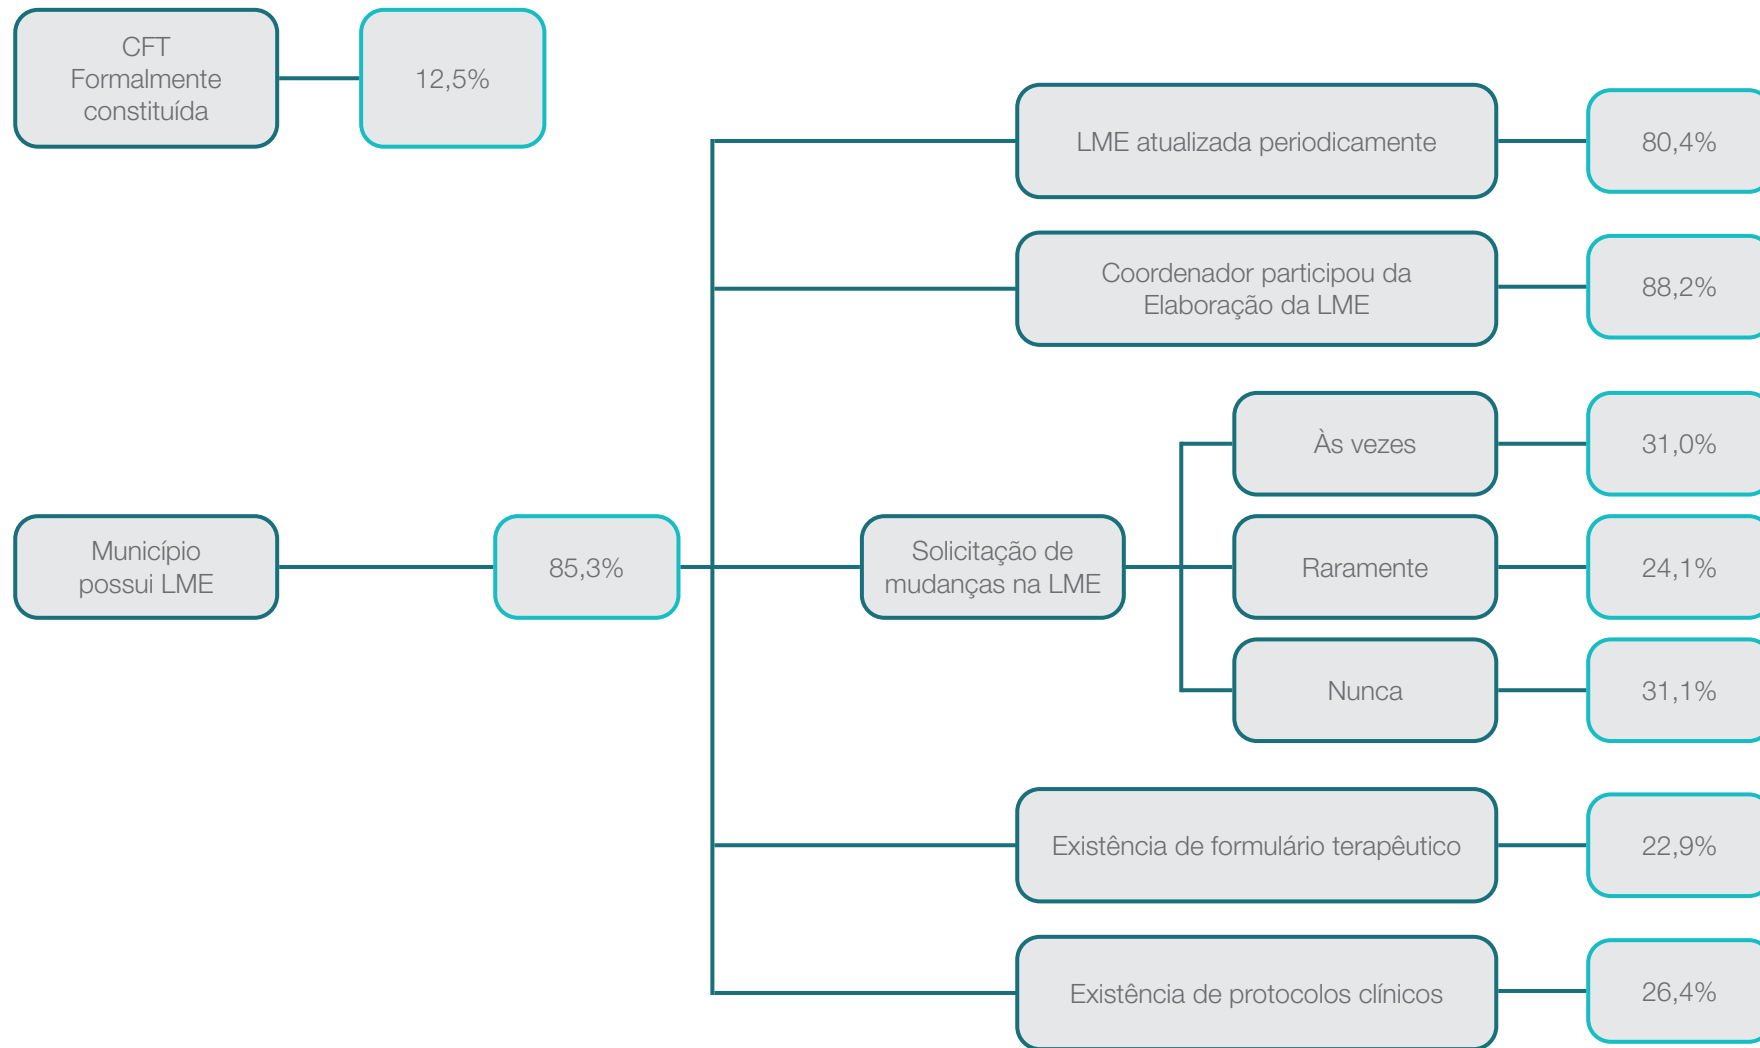 CFT
Formalmente
constituída
12,5%
LME atualizada periodicamente
80,4%
Coordenador participou da
Elaboração da LME
88,2%
Município
possui LME
85,3%
Solicitação de
mudanças na LME
Às vezes
31,0%
Raramente
24,1%
Nunca
31,1%
Existência de formulário terapêutico
22,9%
Existência de protocolos clínicos
26,4%